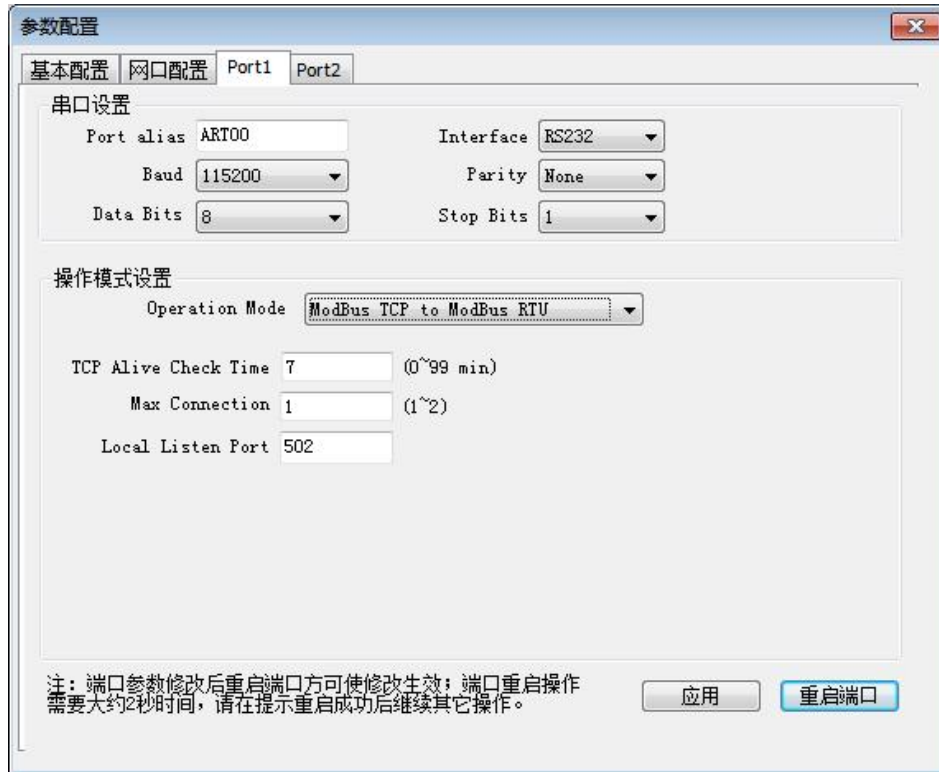 参数配置
基本配置 网口配置 Port1 Port2
串口设置
Port alias ART00 Interface RS232
Baud 115200 Parity None
Data Bits 8 Stop Bits 1
操作模式设置
Operation Mode ModBus TCP to ModBus RTU
TCP Alive Check Time 7 (0~99 min)
Max Connection 1 (1~2)
Local Listen Port 502
注：端口参数修改后重启端口方可使修改生效；端口重启操作
需要大约2秒时间，请在提示重启成功后继续其它操作。
应用 重启端口